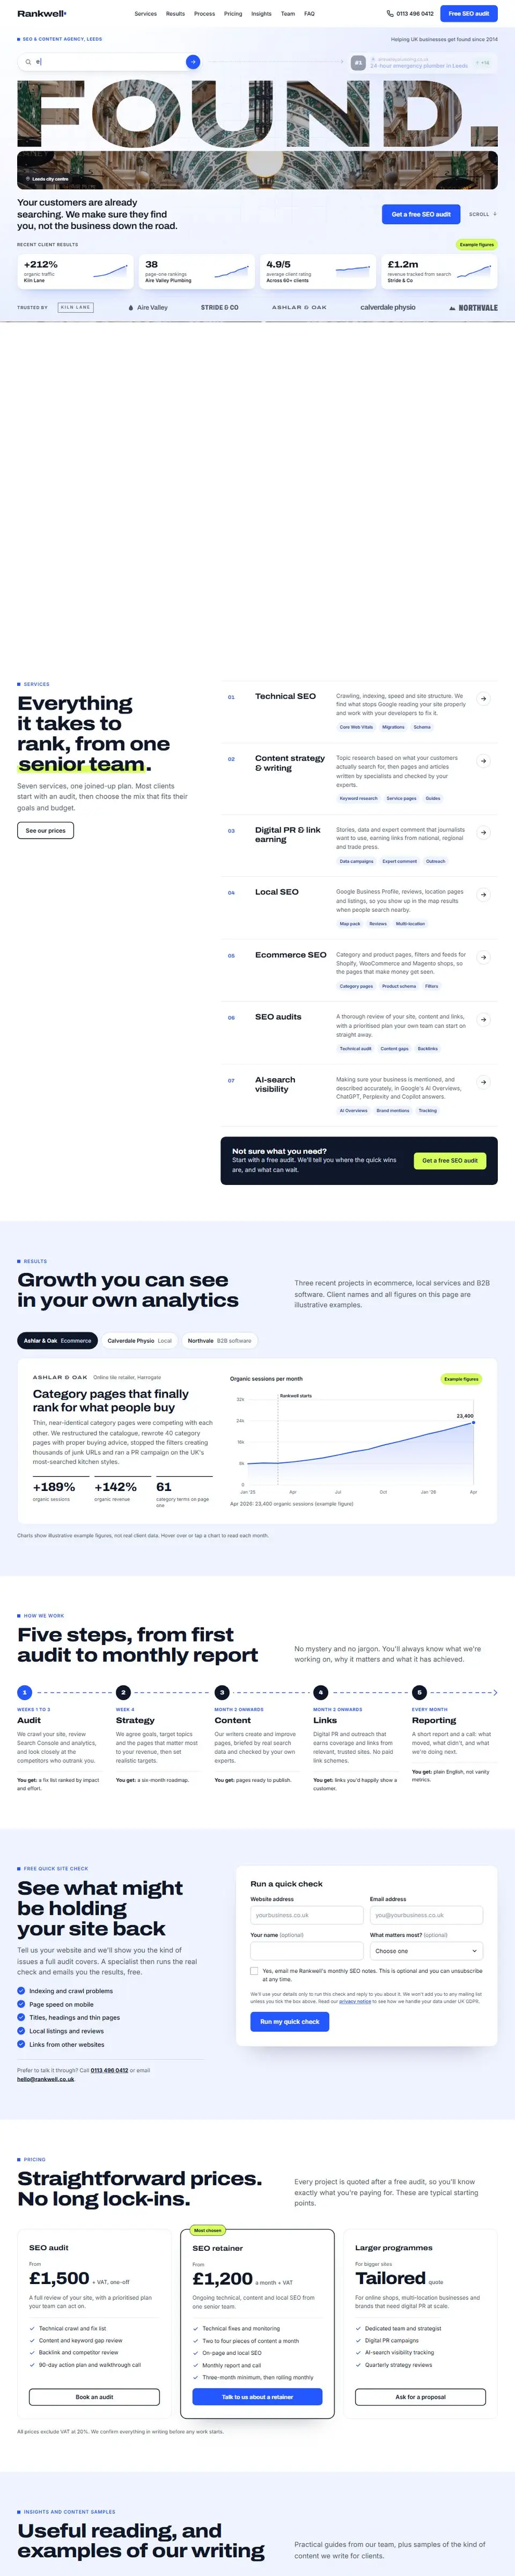 Rankwell
Services Results Process Pricing Insights Team FAQ
0113 496 0412
Free SEO audit
SEO & CONTENT AGENCY, LEEDS
Helping UK businesses get found since 2014
#1
24-hour emergency plumber in Leeds
FOUND.
Leeds city centre
Your customers are already
searching. We make sure they find
you, not the business down the road.
Get a free SEO audit
SCROLL
RECENT CLIENT RESULTS
Example figures
+212%
organic traffic
Kiln Lane
38
page-one rankings
Aire Valley Plumbing
4.9/5
average client rating
Across 60+ clients
£1.2m
revenue tracked from search
Stride & Co
TRUSTED BY
KILN LANE
Aire Valley
STRIDE & CO
ASHLAR & OAK
calverdale physio
NORTHVALE
SERVICES
Everything
it takes to
rank, from one
senior team.
Seven services, one joined-up plan. Most clients
start with an audit, then choose the mix that fits their
goals and budget.
See our prices
01
Technical SEO
Crawling, indexing, speed and site structure. We
find what stops Google reading your site properly
and work with your developers to fix it.
Core Web Vitals Migrations Schema
02
Content strategy
& writing
Topic research based on what your customers
actually search for, then pages and articles
written by specialists and checked by your
experts.
Keyword research Service pages Guides
03
Digital PR & link
earning
Stories, data and expert comment that journalists
want to use, earning links from national, regional
and trade press.
Data campaigns Expert comment Outreach
04
Local SEO
Google Business Profile, reviews, location pages
and listings, so you show up in the map results
when people search nearby.
Map pack Reviews Multi-location
05
Ecommerce SEO
Category and product pages, filters and feeds for
Shopify, WooCommerce and Magento shops, so
the pages that make money get seen.
Category pages Product schema Filters
06
SEO audits
A thorough review of your site, content and links,
with a prioritised plan your own team can start on
straight away.
Technical audit Content gaps Backlinks
07
AI-search
visibility
Making sure your business is mentioned, and
described accurately, in Google's AI Overviews,
ChatGPT, Perplexity and Copilot answers.
AI Overviews Brand mentions Tracking
Not sure what you need?
Start with a free audit. We'll tell you where the quick wins
are, and what can wait.
Get a free SEO audit
RESULTS
Growth you can see
in your own analytics
Three recent projects in ecommerce, local services and B2B
software. Client names and all figures on this page are
illustrative examples.
Ashlar & Oak Ecommerce
Calverdale Physio Local
Northvale B2B software
ASHLAR & OAK Online tile retailer, Harrogate
Category pages that finally
rank for what people buy
Thin, near-identical category pages were competing with each
other. We restructured the catalogue, rewrote 40 category
pages with proper buying advice, stopped the filters creating
thousands of junk URLs and ran a PR campaign on the UK's
most-searched kitchen styles.
+189%
organic sessions
+142%
organic revenue
61
category terms on page
one
Organic sessions per month
Example figures
Rankwell starts
23,400
32k
24k
16k
8k
0
Jan '25 Apr Jul Oct Jan '26 Apr
Apr 2026: 23,400 organic sessions (example figure)
Charts show illustrative example figures, not real client data. Hover over or tap a chart to read each month.
HOW WE WORK
Five steps, from first
audit to monthly report
No mystery and no jargon. You'll always know what we're
working on, why it matters and what it has achieved.
1
WEEKS 1 TO 3
Audit
We crawl your site, review
Search Console and analytics,
and look closely at the
competitors who outrank you.
You get: a fix list ranked by impact
and effort.
2
WEEK 4
Strategy
We agree goals, target topics
and the pages that matter most
to your revenue, then set
realistic targets.
You get: a six-month roadmap.
3
MONTH 2 ONWARDS
Content
Our writers create and improve
pages, briefed by real search
data and checked by your own
experts.
You get: pages ready to publish.
4
MONTH 2 ONWARDS
Links
Digital PR and outreach that
earns coverage and links from
relevant, trusted sites. No paid
link schemes.
You get: links you'd happily show a
customer.
5
EVERY MONTH
Reporting
A short report and a call: what
moved, what didn't, and what
we're doing next.
You get: plain English, not vanity
metrics.
FREE QUICK SITE CHECK
See what might
be holding
your site back
Tell us your website and we'll show you the kind of
issues a full audit covers. A specialist then runs the real
check and emails you the results, free.
Indexing and crawl problems
Page speed on mobile
Titles, headings and thin pages
Local listings and reviews
Links from other websites
Prefer to talk it through? Call 0113 496 0412 or email
hello@rankwell.co.uk.
Run a quick check
Website address
yourbusiness.co.uk
Email address
you@yourbusiness.co.uk
Your name (optional)
What matters most? (optional)
Choose one
Yes, email me Rankwell's monthly SEO notes. This is optional and you can unsubscribe
at any time.
We'll use your details only to run this check and reply to you about it. We won't add you to any mailing list
unless you tick the box above. Read our privacy notice to see how we handle your data under UK GDPR.
Run my quick check
PRICING
Straightforward prices.
No long lock-ins.
Every project is quoted after a free audit, so you'll know
exactly what you're paying for. These are typical starting
points.
SEO audit
From
£1,500 + VAT, one-off
A full review of your site, with a prioritised plan
your team can act on.
Technical crawl and fix list
Content and keyword gap review
Backlink and competitor review
90-day action plan and walkthrough call
Book an audit
Most chosen
SEO retainer
From
£1,200 a month + VAT
Ongoing technical, content and local SEO from
one senior team.
Technical fixes and monitoring
Two to four pieces of content a month
On-page and local SEO
Monthly report and call
Three-month minimum, then rolling monthly
Talk to us about a retainer
Larger programmes
For bigger sites
Tailored quote
For online shops, multi-location businesses and
brands that need digital PR at scale.
Dedicated team and strategist
Digital PR campaigns
AI-search visibility tracking
Quarterly strategy reviews
Ask for a proposal
All prices exclude VAT at 20%. We confirm everything in writing before any work starts.
INSIGHTS AND CONTENT SAMPLES
Useful reading, and
examples of our writing
Practical guides from our team, plus samples of the kind of
content we write for clients.